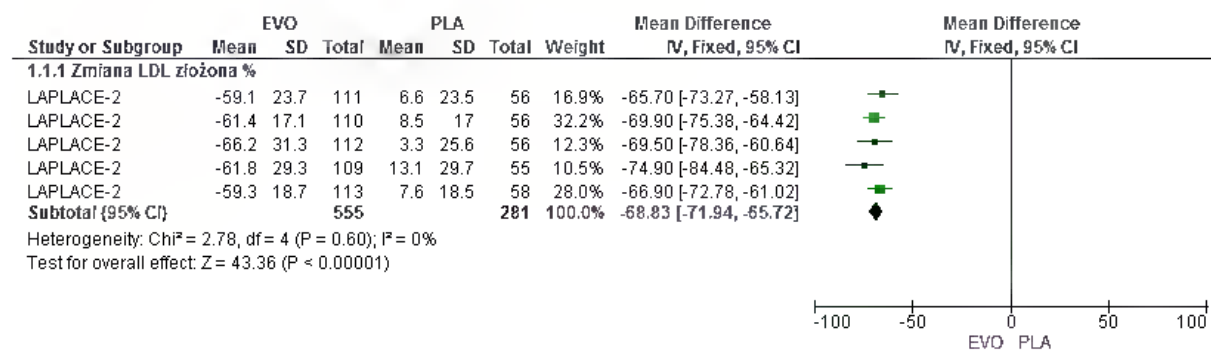 EVO PLA Mean Difference Mean Difference
Study or Subgroup Mean SD Total Mean SD Total Weight IV, Fixed, 95% CI IV, Fixed, 95% CI
1.1.1 Zmiana LDL złożona %
LAPLACE-2 -59.1 23.7 111 6.6 23.5 56 16.9% -65.70 [-73.27, -58.13]
LAPLACE-2 -61.4 17.1 110 8.5 17 56 32.2% -69.90 [-75.38, -64.42]
LAPLACE-2 -66.2 31.3 112 3.3 25.6 56 12.3% -69.50 [-78.36, -60.64]
LAPLACE-2 -61.8 29.3 109 13.1 29.7 55 10.5% -74.90 [-84.48, -65.32]
LAPLACE-2 -59.3 18.7 113 7.6 18.5 58 28.0% -66.90 [-72.78, -61.02]
Subtotal (95% CI) 555 281 100.0% -68.83 [-71.94, -65.72]
Heterogeneity: Chi² = 2.78, df = 4 (P = 0.60); I² = 0%
Test for overall effect: Z = 43.36 (P < 0.00001)
-100 -50 0 50 100
EVO PLA